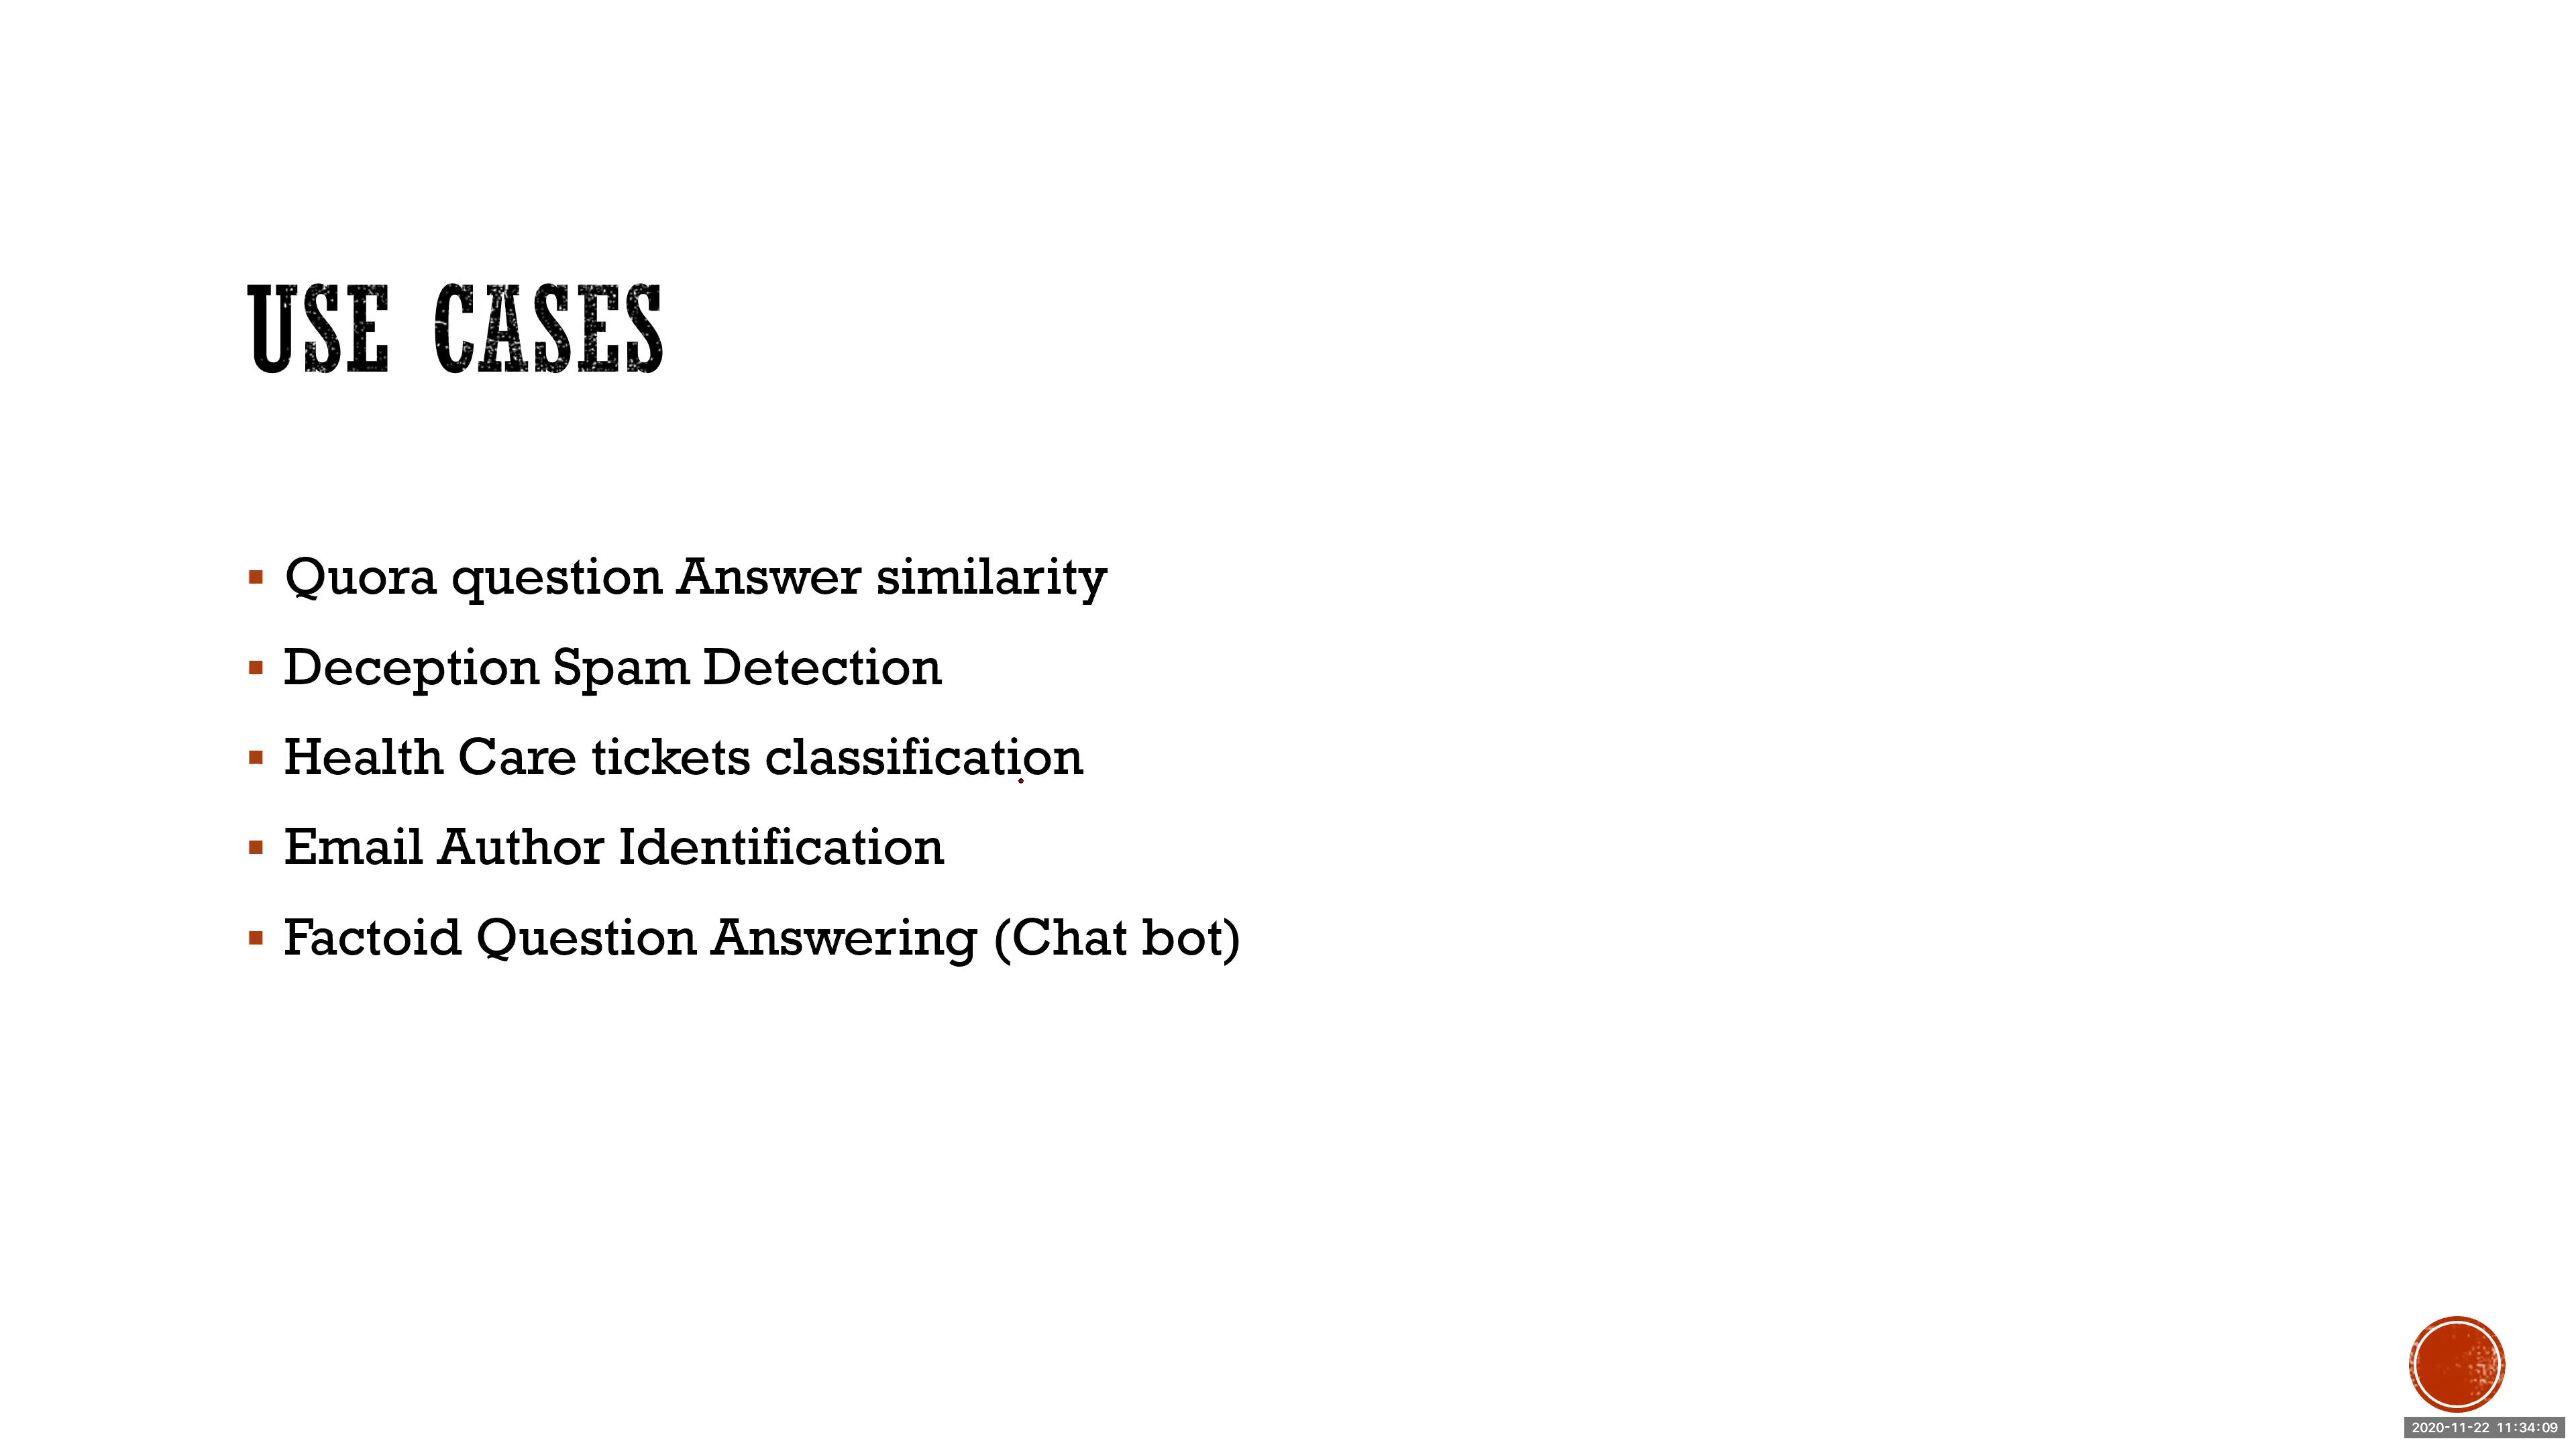 USE CASES
Quora question Answer similarity
Deception Spam Detection
Health Care tickets classification
Email Author Identification
Factoid Question Answering (Chat bot)
2020-11-22 11:34:09